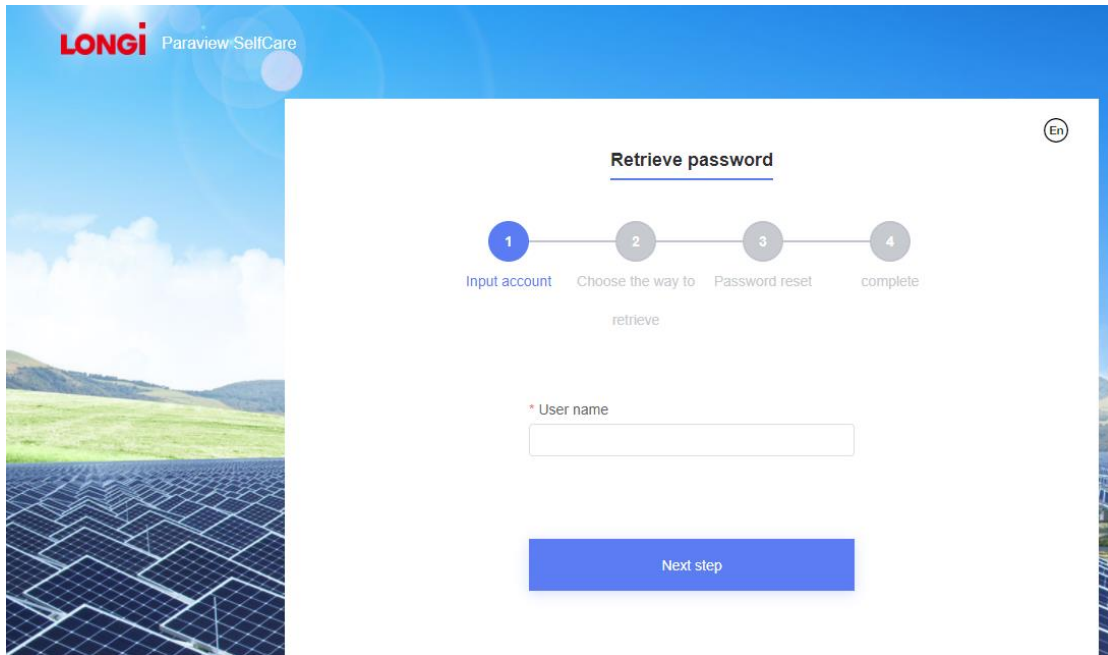 LONGi Paraview SelfCare
En
Retrieve password
1 2 3 4
Input account Choose the way to Password reset complete
retrieve
* User name
Next step